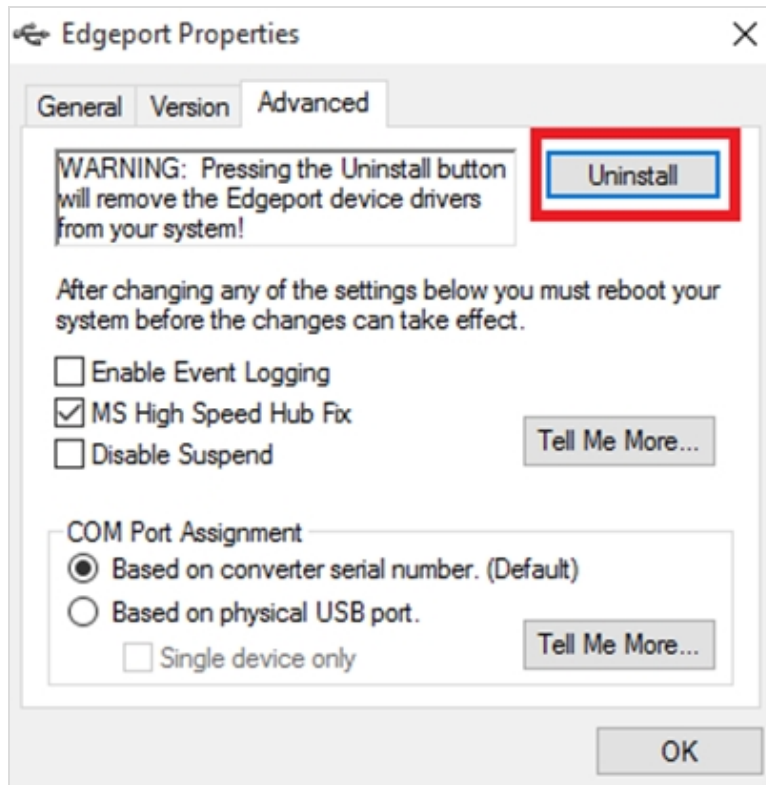 Edgeport Properties
General Version Advanced
WARNING:  Pressing the Uninstall button
will remove the Edgeport device drivers
from your system!
Uninstall
After changing any of the settings below you must reboot your
system before the changes can take effect.
Enable Event Logging
MS High Speed Hub Fix
Disable Suspend
Tell Me More...
COM Port Assignment
Based on converter serial number. (Default)
Based on physical USB port.
Single device only
Tell Me More...
OK